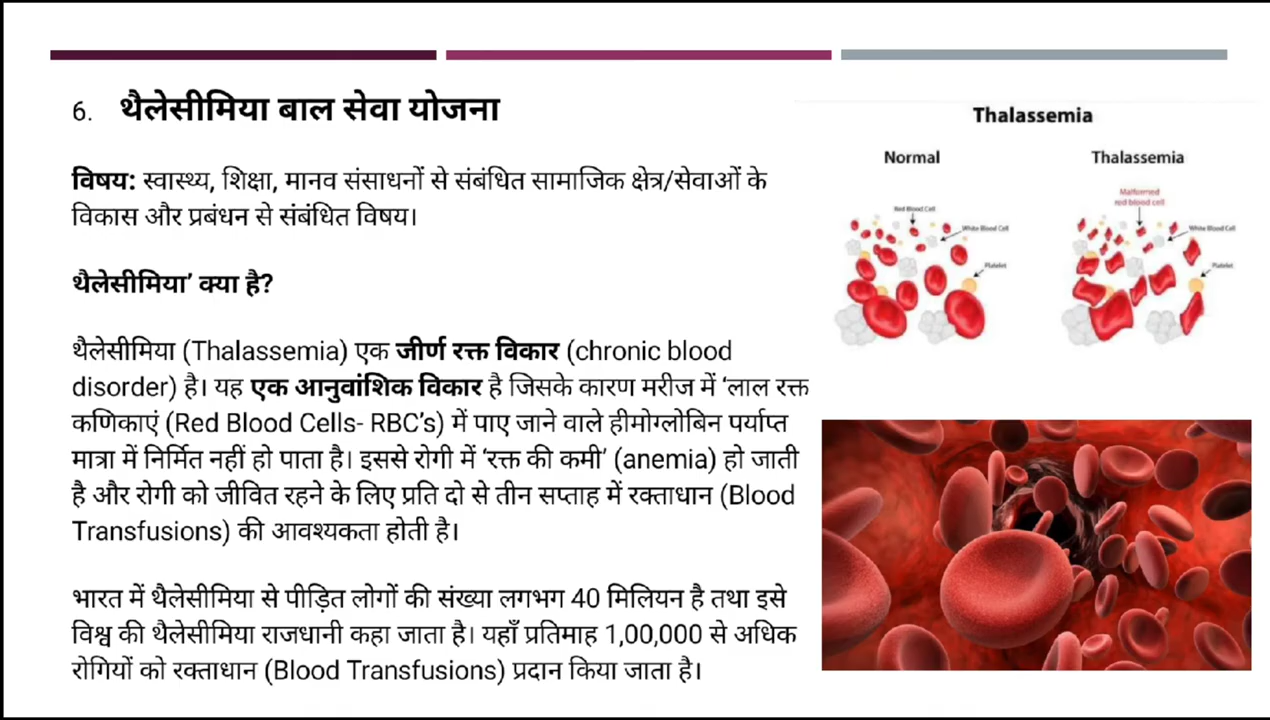 6. थैलेसीमिया बाल सेवा योजना
विषय: स्वास्थ्य, शिक्षा, मानव संसाधनों से संबंधित सामाजिक क्षेत्र/सेवाओं के
विकास और प्रबंधन से संबंधित विषय।
थैलेसीमिया’ क्या है?
थैलेसीमिया (Thalassemia) एक जीर्ण रक्त विकार (chronic blood
disorder) है। यह एक आनुवांशिक विकार है जिसके कारण मरीज में ‘लाल रक्त
कणिकाएं (Red Blood Cells- RBC’s) में पाए जाने वाले हीमोग्लोबिन पर्याप्त
मात्रा में निर्मित नहीं हो पाता है। इससे रोगी में ‘रक्त की कमी’ (anemia) हो जाती
है और रोगी को जीवित रहने के लिए प्रति दो से तीन सप्ताह में रक्ताधान (Blood
Transfusions) की आवश्यकता होती है।
भारत में थैलेसीमिया से पीड़ित लोगों की संख्या लगभग 40 मिलियन है तथा इसे
विश्व की थैलेसीमिया राजधानी कहा जाता है। यहाँ प्रतिमाह 1,00,000 से अधिक
रोगियों को रक्ताधान (Blood Transfusions) प्रदान किया जाता है।
Thalassemia
Normal
Red Blood Cell
White Blood Cell
Platelet
Thalassemia
Malformed
red blood cell
White Blood Cell
Platelet